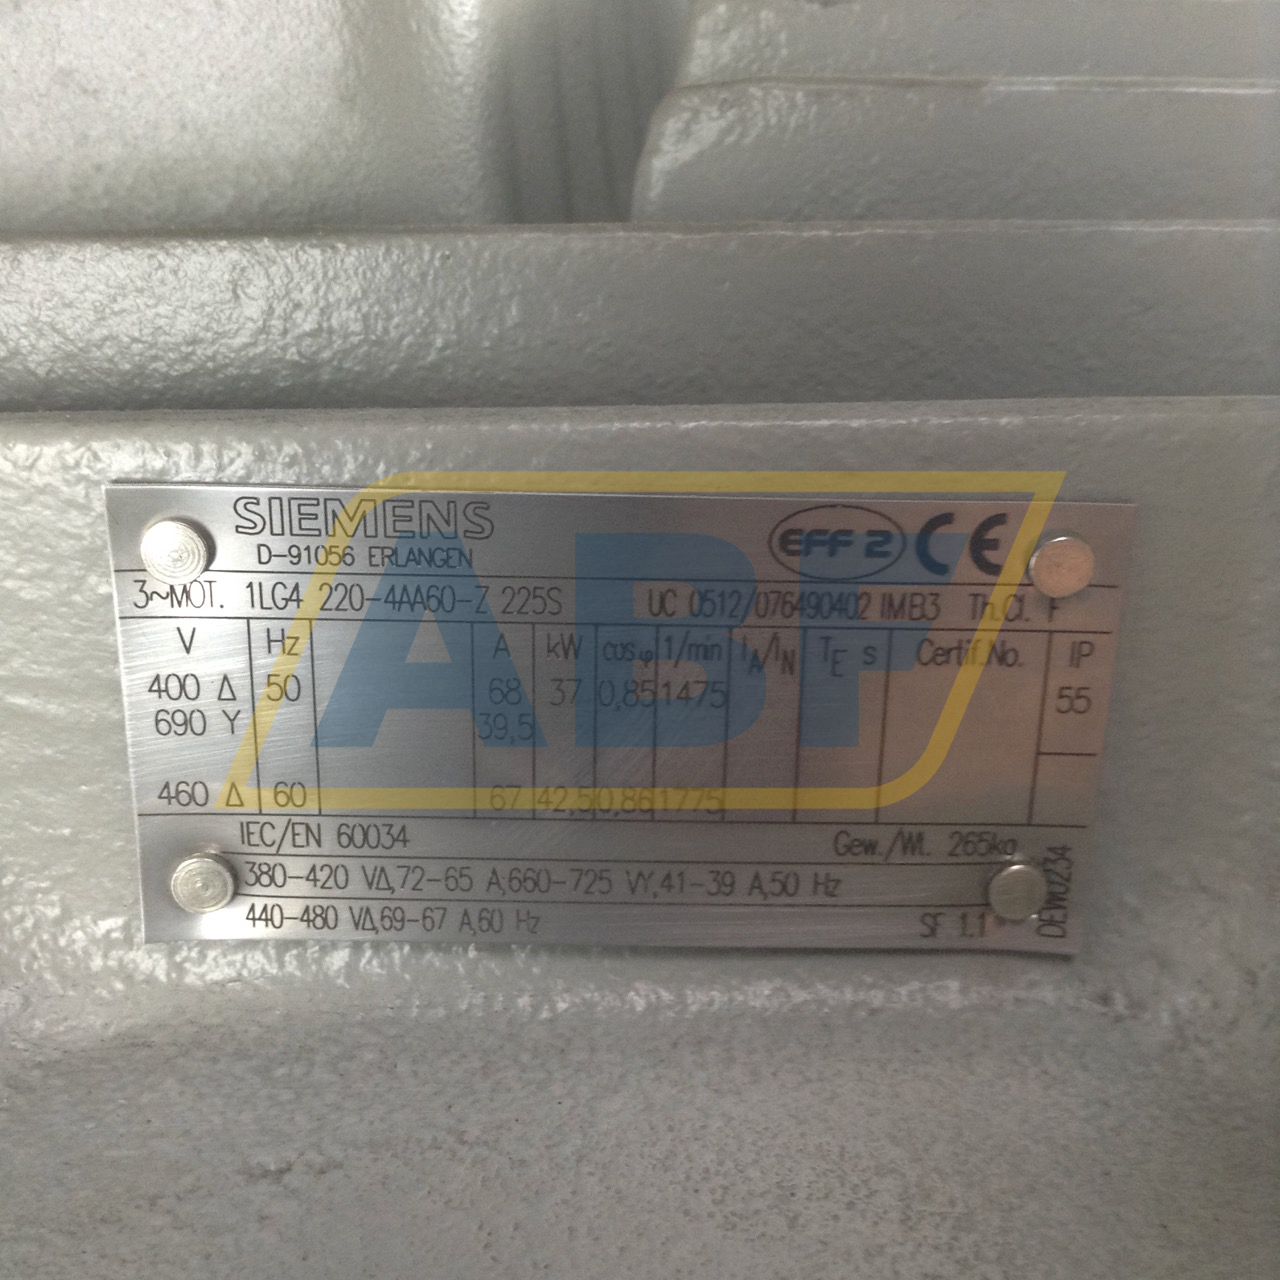 SIEMENS
D-91056 ERLANGEN
EFF 2 CE
3~MOT. 1LG4 220-4AA60-Z 225S UC 0512/076490402 IMB3 Th.Cl. F
V Hz A kW cosφ 1/min IA/IN TE s Certif.No. IP
400 Δ 50 68 37 0,85 1475 55
690 Y 39,5
460 Δ 60 67 42,5 0,86 1775
IEC/EN 60034 Gew./Wt. 265kg
380-420 VΔ,72-65 A,660-725 VY,41-39 A,50 Hz
440-480 VΔ,69-67 A,60 Hz SF 1.1
DEWU234
ABF